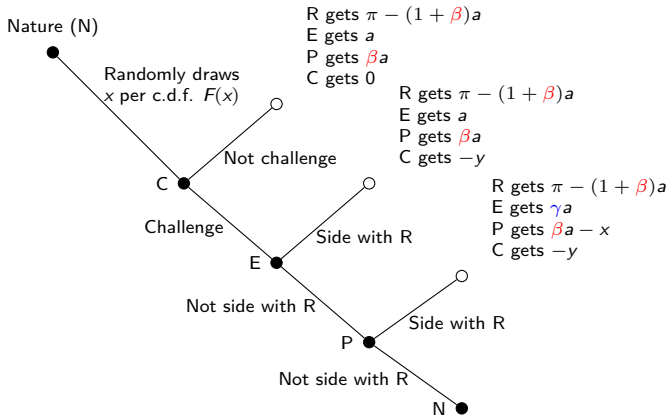 Nature (N)
Randomly draws
x per c.d.f. F(x)
R gets π − (1 + β)a
E gets a
P gets βa
C gets 0
C
Not challenge
Challenge
R gets π − (1 + β)a
E gets a
P gets βa
C gets −y
E
Side with R
Not side with R
R gets π − (1 + β)a
E gets γa
P gets βa − x
C gets −y
P
Side with R
Not side with R
N